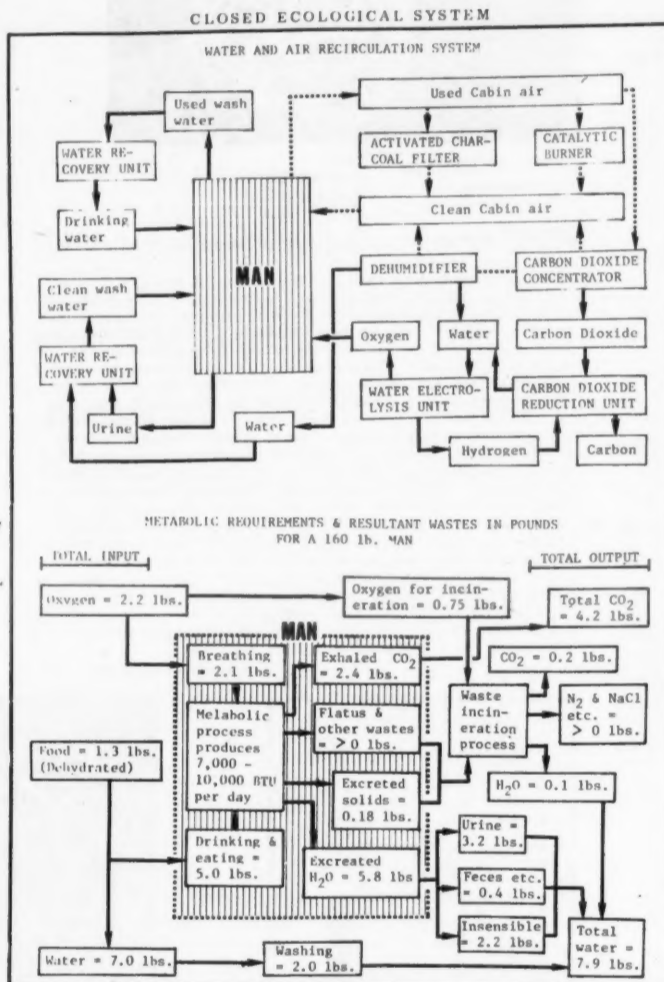 CLOSED ECOLOGICAL SYSTEM
WATER AND AIR RECIRCULATION SYSTEM
Used wash
water
WATER RE-
COVERY UNIT
Drinking
water
Clean wash
water
WATER RE-
COVERY UNIT
Urine
MAN
Water
Used Cabin air
ACTIVATED CHAR-
COAL FILTER
CATALYTIC
BURNER
Clean Cabin air
DEHUMIDIFIER
CARBON DIOXIDE
CONCENTRATOR
Oxygen
Water
Carbon Dioxide
WATER ELECTRO-
LYSIS UNIT
CARBON DIOXIDE
REDUCTION UNIT
Hydrogen
Carbon
METABOLIC REQUIREMENTS & RESULTANT WASTES IN POUNDS
FOR A 160 lb. MAN
TOTAL INPUT
TOTAL OUTPUT
Oxygen = 2.2 lbs.
Oxygen for incin-
eration = 0.75 lbs.
Total CO₂
= 4.2 lbs.
MAN
Breathing
= 2.1 lbs.
Exhaled CO₂
= 2.4 lbs.
CO₂ = 0.2 lbs.
Melabolic
process
produces
7,000 -
10,000 BTU
per day
Flatus &
other wastes
= > 0 lbs.
Waste
incin-
eration
process
N₂ & NaCl
etc. =
> 0 lbs.
Food = 1.3 lbs.
(Dehydrated)
Excreted
solids =
0.18 lbs.
H₂O = 0.1 lbs.
Drinking &
eating =
5.0 lbs.
Excreated
H₂O = 5.8 lbs
Urine =
3.2 lbs.
Feces etc.
= 0.4 lbs.
Insensible
= 2.2 lbs.
Water = 7.0 lbs.
Washing
= 2.0 lbs.
Total
water =
7.9 lbs.